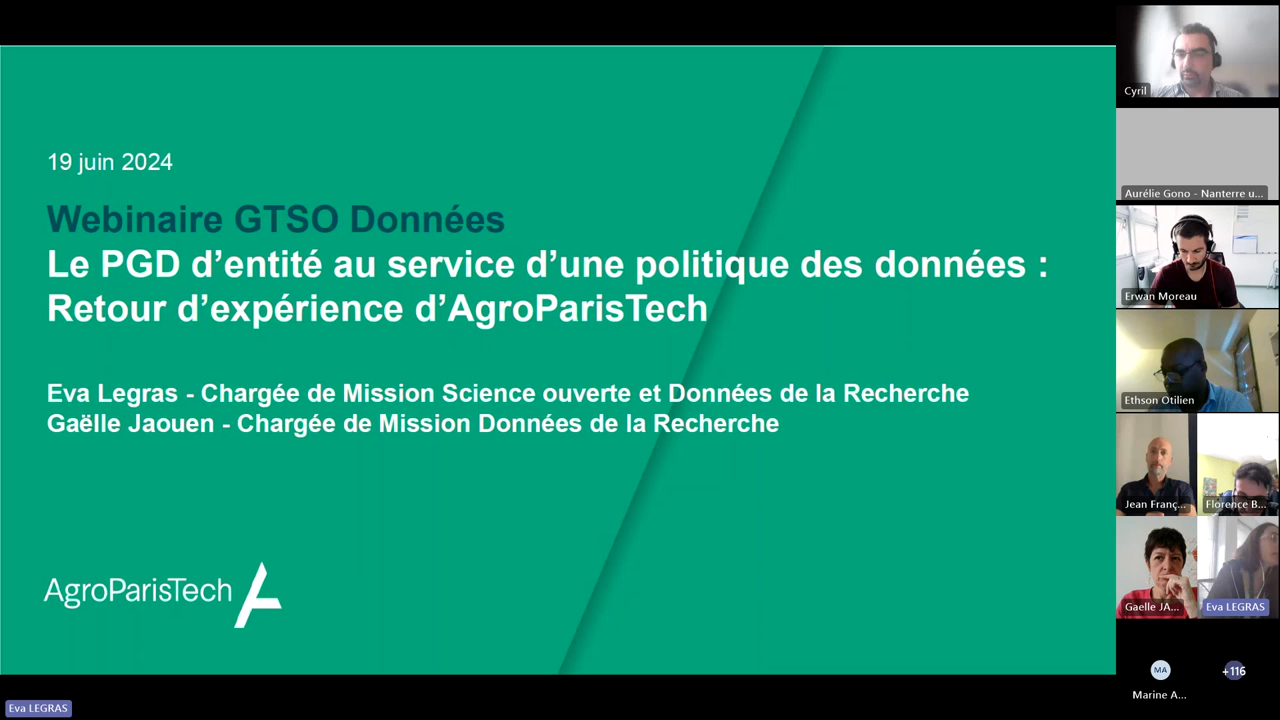 19 juin 2024
Webinaire GTSO Données
Le PGD d’entité au service d’une politique des données :
Retour d’expérience d’AgroParisTech
Eva Legras - Chargée de Mission Science ouverte et Données de la Recherche
Gaëlle Jaouen - Chargée de Mission Données de la Recherche
AgroParisTech
Eva LEGRAS
Cyril
Aurélie Gono - Nanterre u...
Erwan Moreau
Ethson Otilien
Jean Franç...
Florence B...
Gaelle JA...
Eva LEGRAS
MA
+116
Marine A...